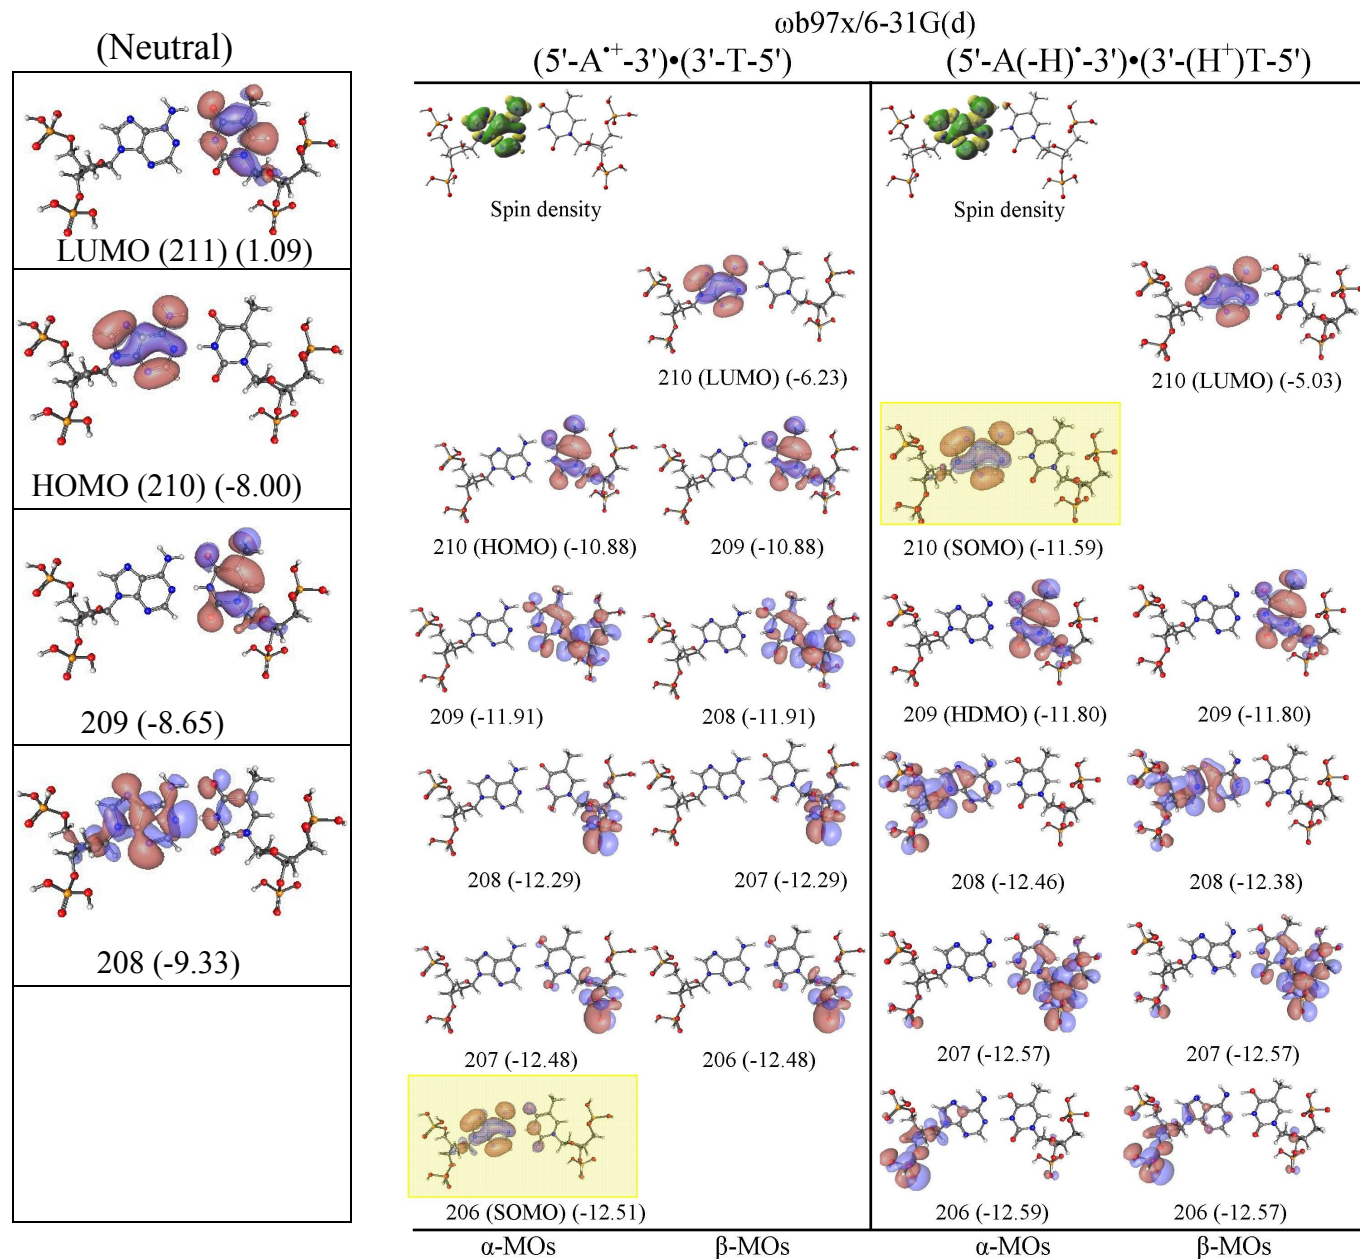 ωb97x/6-31G(d)
(Neutral)
(5'-A•+-3')•(3'-T-5')
(5'-A(-H)•-3')•(3'-(H+)T-5')
LUMO (211) (1.09)
HOMO (210) (-8.00)
209 (-8.65)
208 (-9.33)
Spin density
210 (LUMO) (-6.23)
210 (HOMO) (-10.88)
209 (-10.88)
209 (-11.91)
208 (-11.91)
208 (-12.29)
207 (-12.29)
207 (-12.48)
206 (-12.48)
206 (SOMO) (-12.51)
α-MOs
β-MOs
Spin density
210 (LUMO) (-5.03)
210 (SOMO) (-11.59)
209 (HDMO) (-11.80)
209 (-11.80)
208 (-12.46)
208 (-12.38)
207 (-12.57)
207 (-12.57)
206 (-12.59)
206 (-12.57)
α-MOs
β-MOs